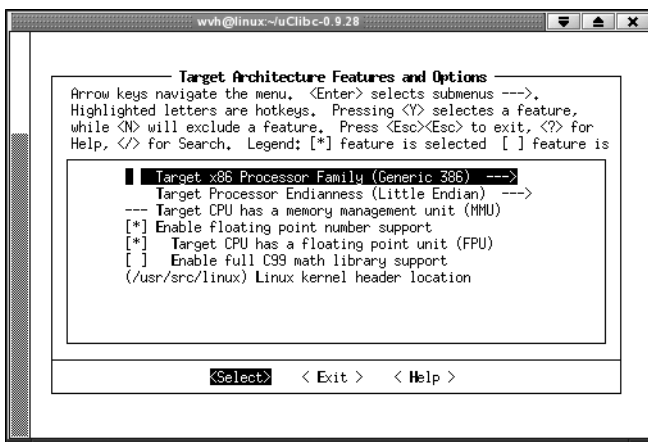 wvh@linux:~/uClibc-0.9.28
Target Architecture Features and Options
Arrow keys navigate the menu.  <Enter> selects submenus --->.
Highlighted letters are hotkeys.  Pressing <Y> selectes a feature,
while <N> will exclude a feature.  Press <Esc><Esc> to exit, <?> for
Help, </> for Search.  Legend: [*] feature is selected  [ ] feature is
Target x86 Processor Family (Generic 386)  --->
Target Processor Endianness (Little Endian)  --->
--- Target CPU has a memory management unit (MMU)
[*] Enable floating point number support
[*]   Target CPU has a floating point unit (FPU)
[ ]   Enable full C99 math library support
(/usr/src/linux) Linux kernel header location
<Select>    < Exit >    < Help >